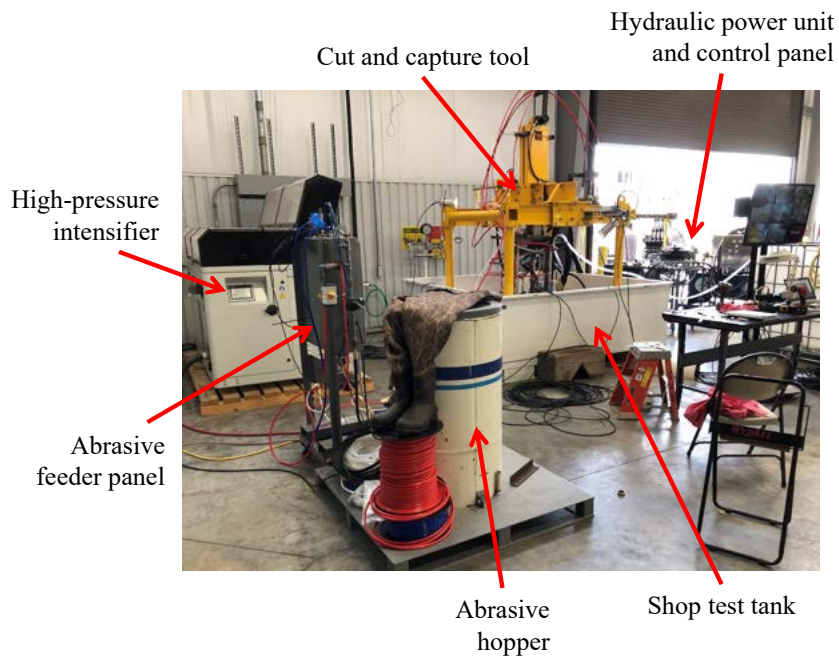 Hydraulic power unit
and control panel
Cut and capture tool
High-pressure
intensifier
Abrasive
feeder panel
Abrasive
hopper
Shop test tank